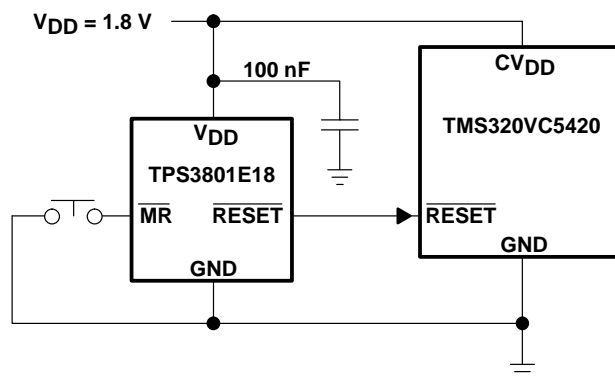 VDD = 1.8 V
100 nF
VDD
TPS3801E18
MR
RESET
GND
CVDD
TMS320VC5420
RESET
GND